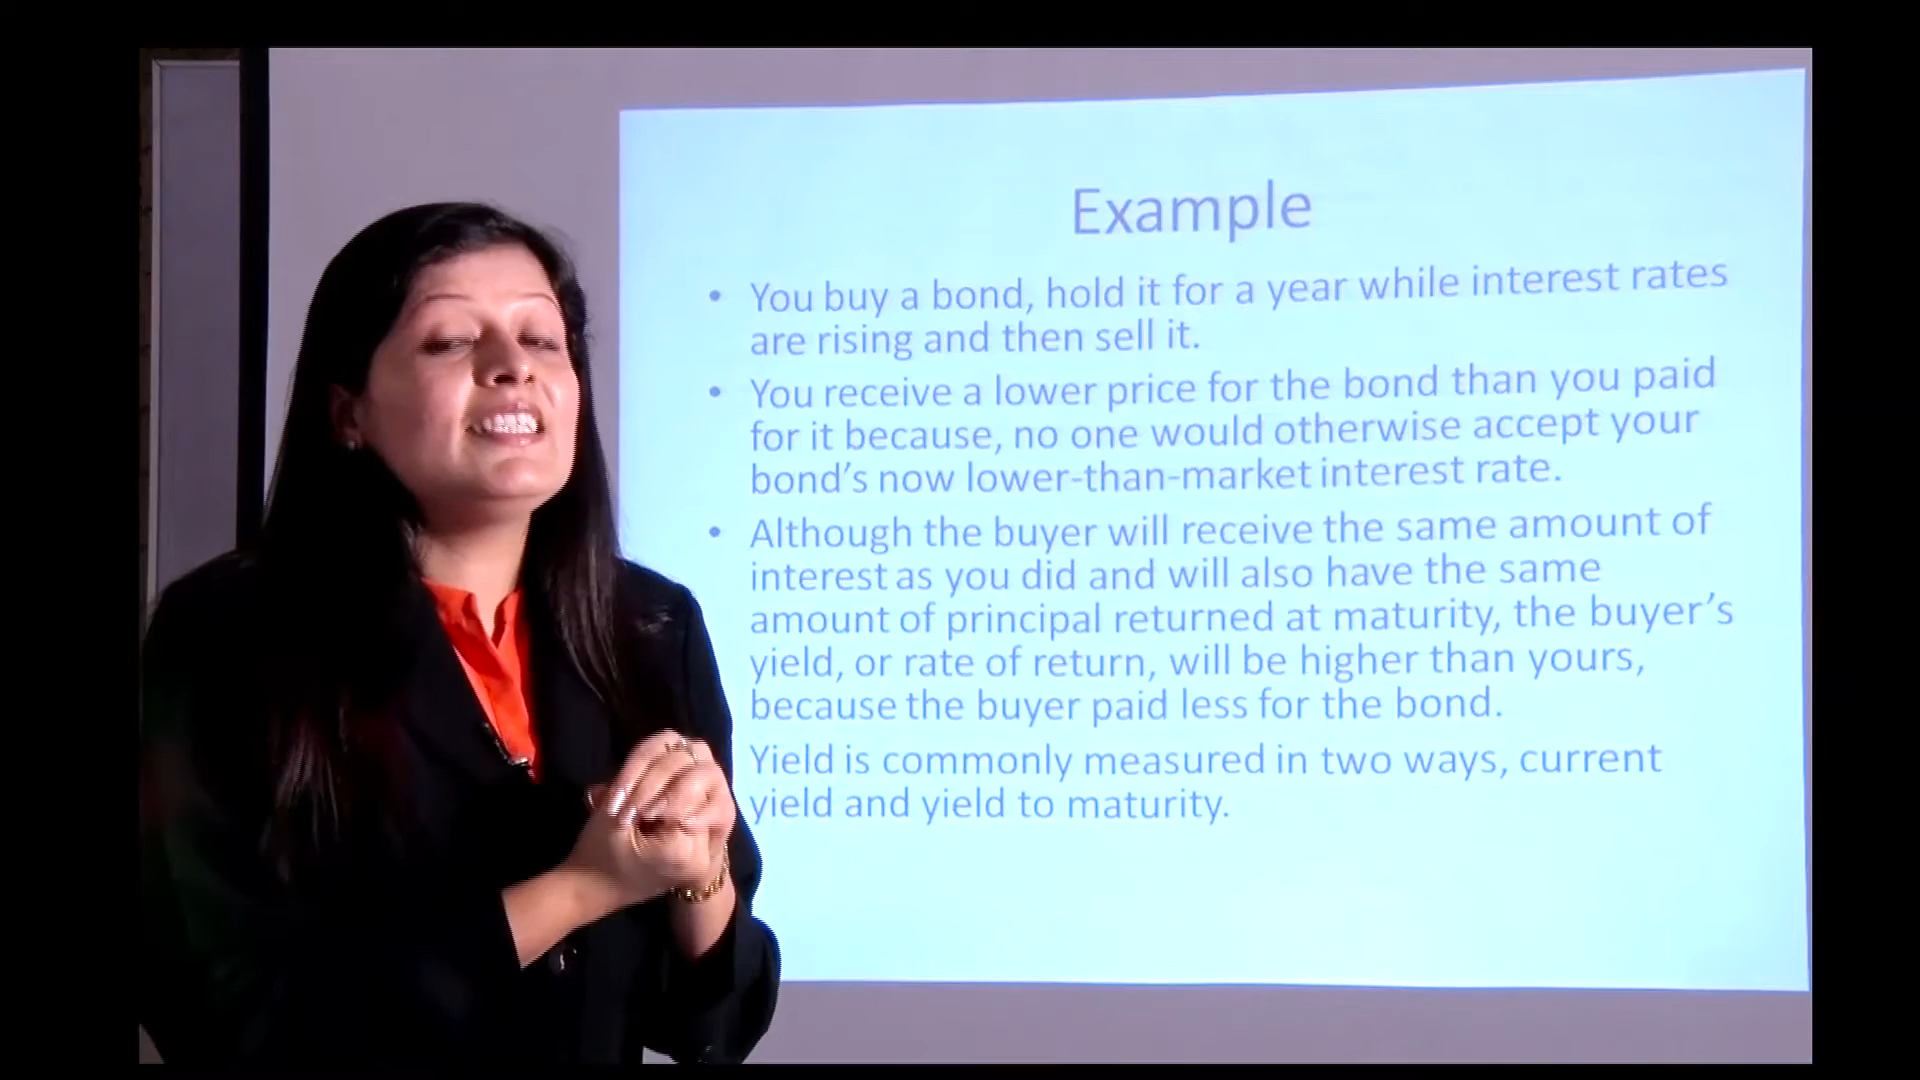 Example
• You buy a bond, hold it for a year while interest rates
are rising and then sell it.
• You receive a lower price for the bond than you paid
for it because, no one would otherwise accept your
bond's now lower-than-market interest rate.
• Although the buyer will receive the same amount of
interest as you did and will also have the same
amount of principal returned at maturity, the buyer's
yield, or rate of return, will be higher than yours,
because the buyer paid less for the bond.
Yield is commonly measured in two ways, current
yield and yield to maturity.